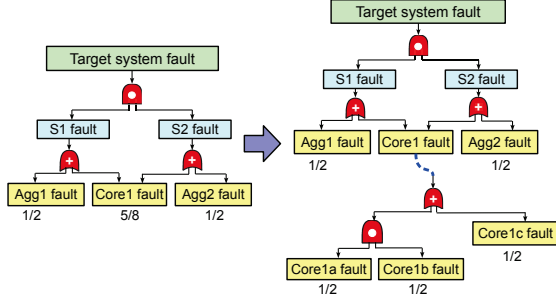 Target system fault
S1 fault
S2 fault
Agg1 fault
Core1 fault
Agg2 fault
1/2
5/8
1/2
Target system fault
S1 fault
S2 fault
Agg1 fault
Core1 fault
Agg2 fault
1/2
1/2
Core1c fault
1/2
Core1a fault
Core1b fault
1/2
1/2